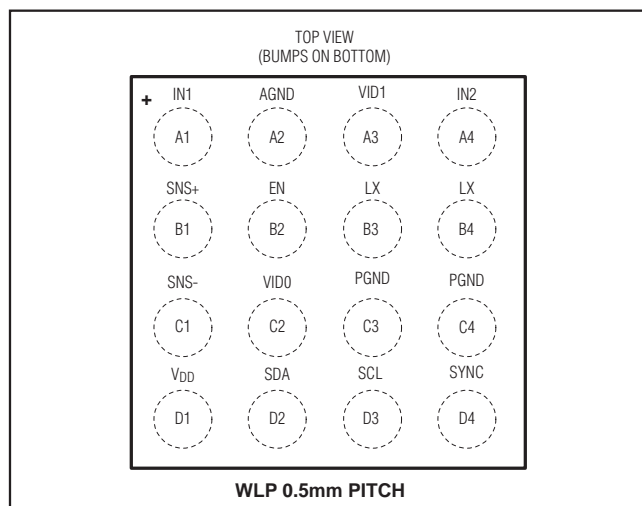 TOP VIEW
(BUMPS ON BOTTOM)
+ IN1 AGND VID1 IN2
A1 A2 A3 A4
SNS+ EN LX LX
B1 B2 B3 B4
SNS- VID0 PGND PGND
C1 C2 C3 C4
VDD SDA SCL SYNC
D1 D2 D3 D4
WLP 0.5mm PITCH